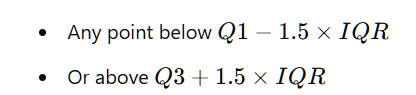 • Any point below Q1 − 1.5 × IQR
• Or above Q3 + 1.5 × IQR